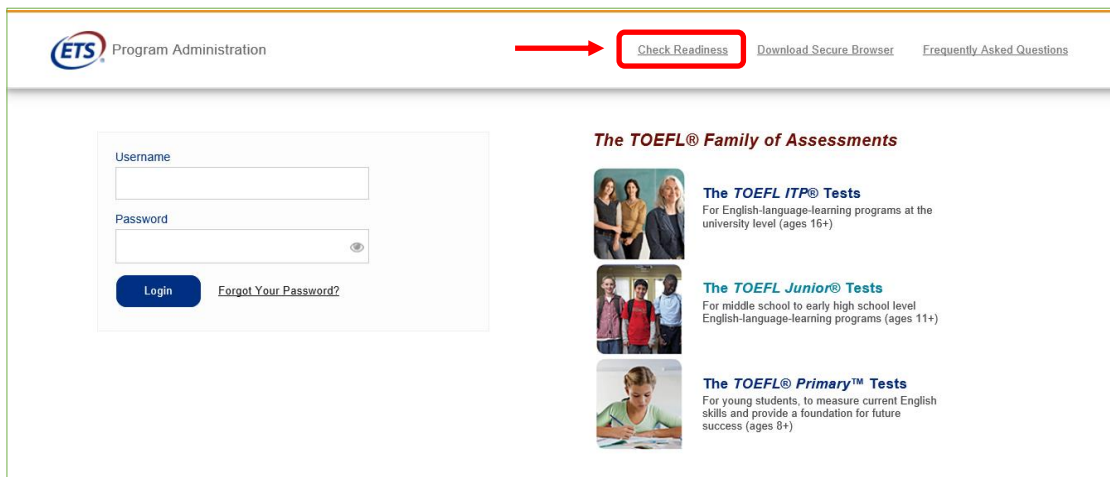 ETS® Program Administration
Check Readiness Download Secure Browser Frequently Asked Questions
Username
Password
Login Forgot Your Password?
The TOEFL® Family of Assessments
The TOEFL ITP® Tests
For English-language-learning programs at the
university level (ages 16+)
The TOEFL Junior® Tests
For middle school to early high school level
English-language-learning programs (ages 11+)
The TOEFL® Primary™ Tests
For young students, to measure current English
skills and provide a foundation for future
success (ages 8+)